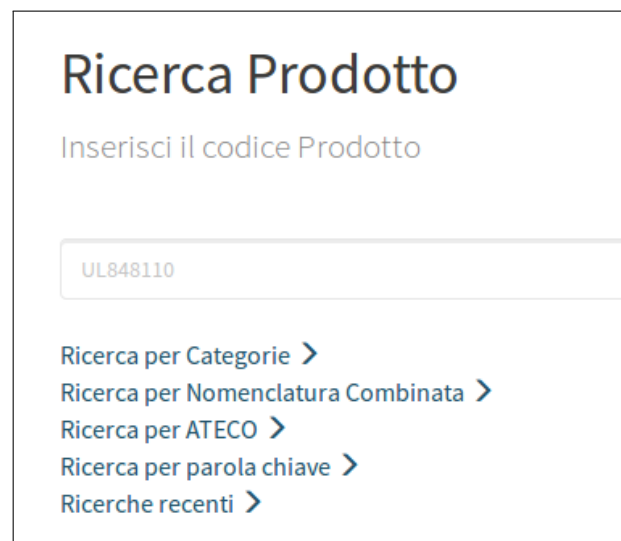 Ricerca Prodotto
Inserisci il codice Prodotto
UL848110
Ricerca per Categorie
Ricerca per Nomenclatura Combinata
Ricerca per ATECO
Ricerca per parola chiave
Ricerche recenti